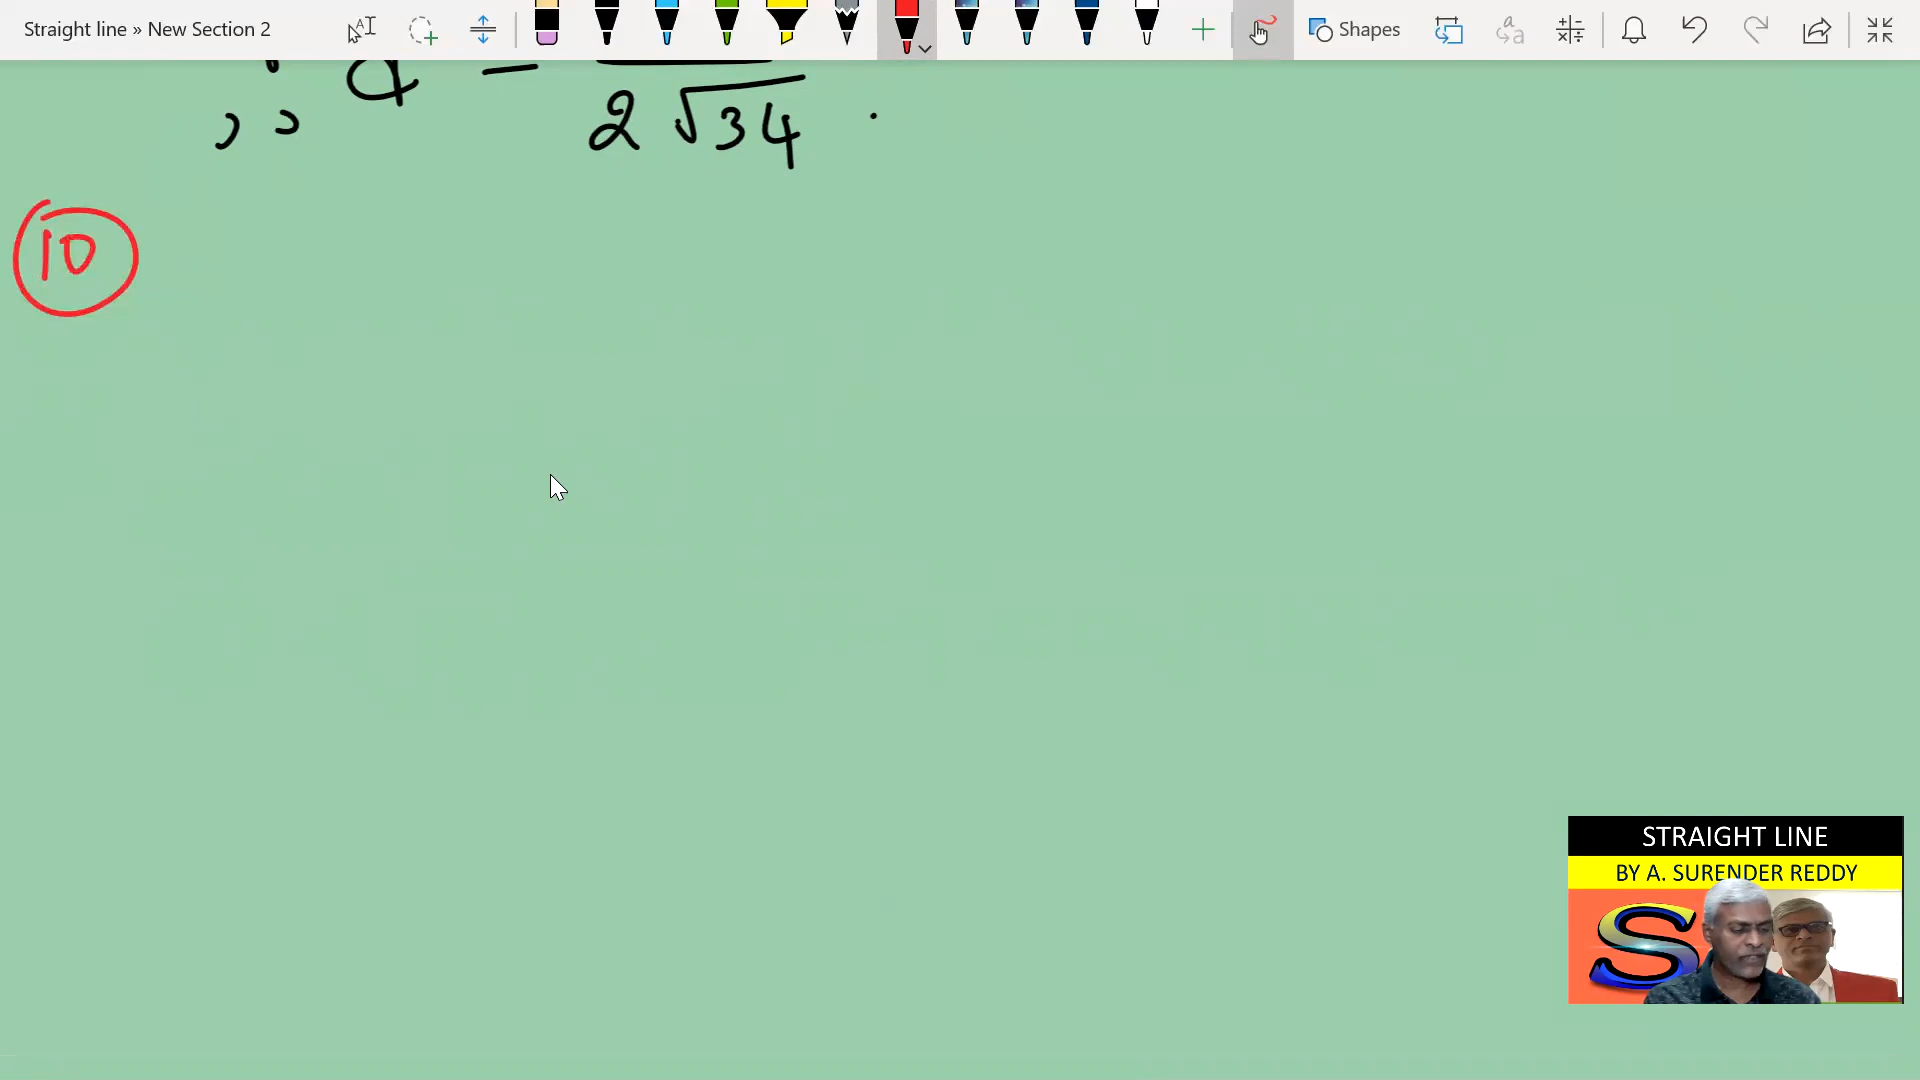 Straight line » New Section 2
Shapes
2 √34 .
10
STRAIGHT LINE
BY A. SURENDER REDDY
S